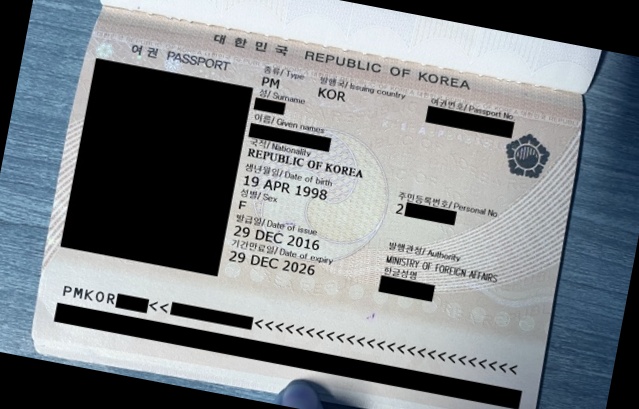 대한민국 REPUBLIC OF KOREA
여권 PASSPORT
종류/ Type 발행국/ Issuing country 여권번호/ Passport No
PM KOR
성/ Surname
이름/ Given names
국적/ Nationality
REPUBLIC OF KOREA
생년월일/ Date of birth 주민등록번호/ Personal No
19 APR 1998 2
성별/ Sex
F
발급일/ Date of issue 발행관청/ Authority
29 DEC 2016 MINISTRY OF FOREIGN AFFAIRS
기간만료일/ Date of expiry 한글성명
29 DEC 2026
PMKOR << <<<<<<<<<<<<<<<<<<<<<<<<<<<